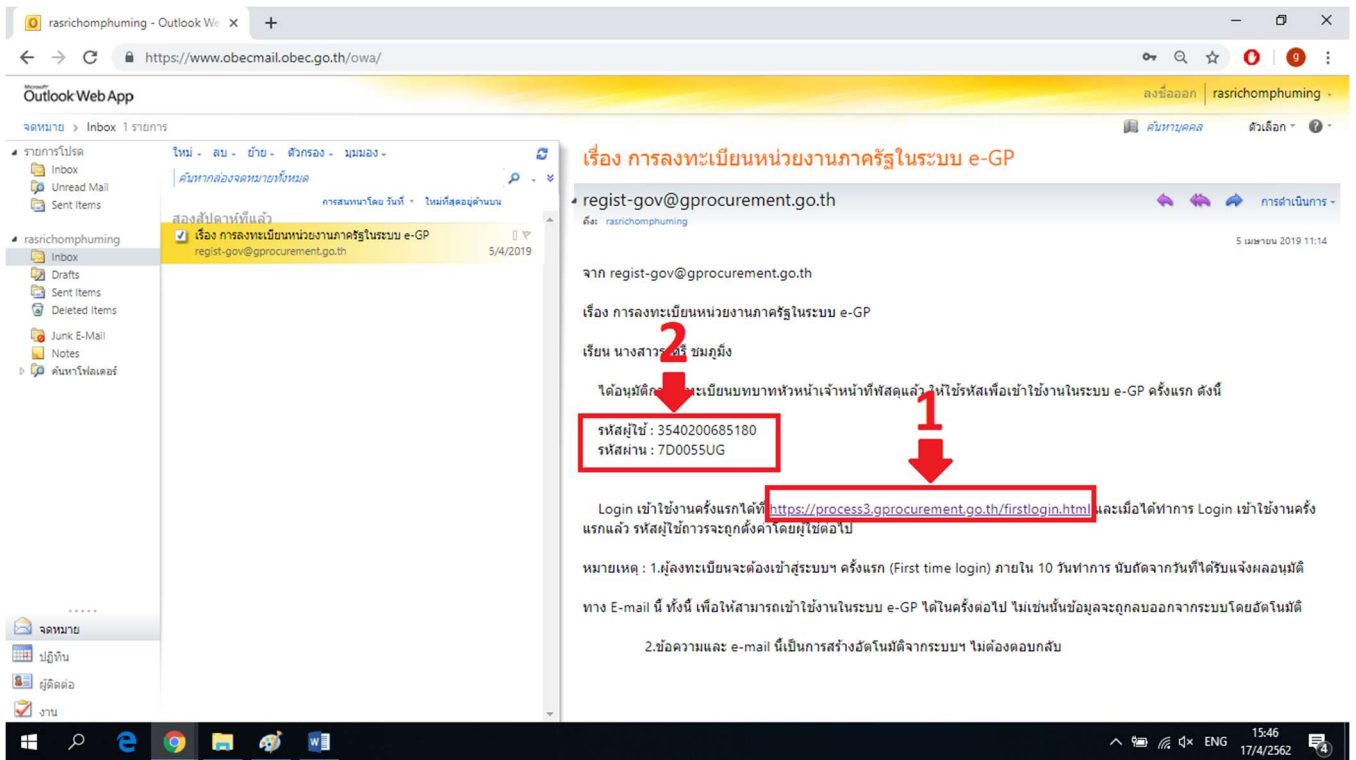 rasrichomphuming - Outlook We
https://www.obecmail.obec.go.th/owa/
g
Microsoft
Outlook Web App
ลงชื่อออก
rasrichomphuming
จดหมาย > Inbox 1 รายการ
ค้นหาบุคคล
ตัวเลือก
รายการโปรด
Inbox
Unread Mail
Sent Items
rasrichomphuming
Inbox
Drafts
Sent Items
Deleted Items
Junk E-Mail
Notes
ค้นหาโฟลเดอร์
จดหมาย
ปฏิทิน
ผู้ติดต่อ
งาน
ใหม่ ลบ ย้าย ตัวกรอง มุมมอง
ค้นหากล่องจดหมายทั้งหมด
การสนทนาโดย วันที่ ใหม่ที่สุดอยู่ด้านบน
สองสัปดาห์ที่แล้ว
เรื่อง การลงทะเบียนหน่วยงานภาครัฐในระบบ e-GP
regist-gov@gprocurement.go.th 5/4/2019
เรื่อง การลงทะเบียนหน่วยงานภาครัฐในระบบ e-GP
regist-gov@gprocurement.go.th
การดำเนินการ
ถึง: rasrichomphuming
5 เมษายน 2019 11:14
จาก regist-gov@gprocurement.go.th
เรื่อง การลงทะเบียนหน่วยงานภาครัฐในระบบ e-GP
2
เรียน นางสาว ชมภูมิ่ง
ได้อนุมัติ ทะเบียนบทบาทหัวหน้าเจ้าหน้าที่พัสดุแล้ว ให้ใช้รหัสเพื่อเข้าใช้งานในระบบ e-GP ครั้งแรก ดังนี้
1
รหัสผู้ใช้ : 3540200685180
รหัสผ่าน : 7D0055UG
Login เข้าใช้งานครั้งแรกได้ที่ https://process3.gprocurement.go.th/firstlogin.html และเมื่อได้ทำการ Login เข้าใช้งานครั้ง
แรกแล้ว รหัสผู้ใช้ถาวรจะถูกตั้งค่าโดยผู้ใช้ต่อไป
หมายเหตุ : 1.ผู้ลงทะเบียนจะต้องเข้าสู่ระบบฯ ครั้งแรก (First time login) ภายใน 10 วันทำการ นับถัดจากวันที่ได้รับแจ้งผลอนุมัติ
ทาง E-mail นี้ ทั้งนี้ เพื่อให้สามารถเข้าใช้งานในระบบ e-GP ได้ในครั้งต่อไป ไม่เช่นนั้นข้อมูลจะถูกลบออกจากระบบโดยอัตโนมัติ
2.ข้อความและ e-mail นี้เป็นการสร้างอัตโนมัติจากระบบฯ ไม่ต้องตอบกลับ
ENG
15:46
17/4/2562
4